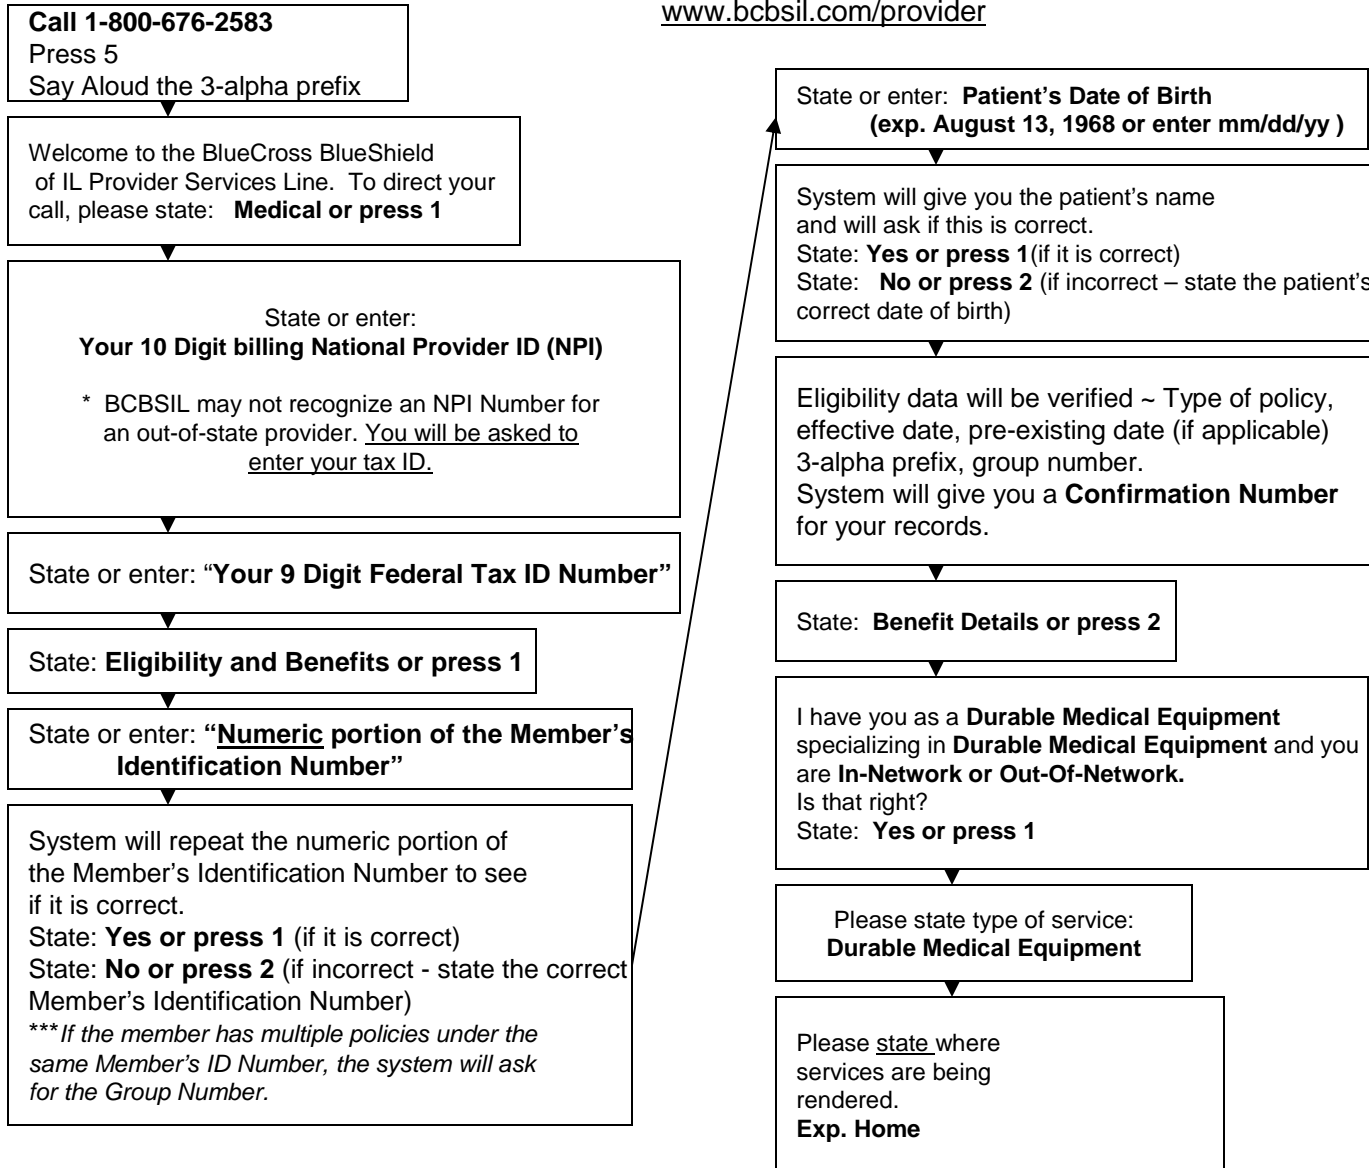 www.bcbsil.com/provider
Call 1-800-676-2583
Press 5
Say Aloud the 3-alpha prefix
Welcome to the BlueCross BlueShield
of IL Provider Services Line. To direct your
call, please state: Medical or press 1
State or enter:
Your 10 Digit billing National Provider ID (NPI)
* BCBSIL may not recognize an NPI Number for
an out-of-state provider. You will be asked to
enter your tax ID.
State or enter: “Your 9 Digit Federal Tax ID Number”
State: Eligibility and Benefits or press 1
State or enter: “Numeric portion of the Member’s
Identification Number”
System will repeat the numeric portion of
the Member’s Identification Number to see
if it is correct.
State: Yes or press 1 (if it is correct)
State: No or press 2 (if incorrect - state the correct
Member’s Identification Number)
***If the member has multiple policies under the
same Member’s ID Number, the system will ask
for the Group Number.
State or enter: Patient’s Date of Birth
(exp. August 13, 1968 or enter mm/dd/yy )
System will give you the patient’s name
and will ask if this is correct.
State: Yes or press 1(if it is correct)
State: No or press 2 (if incorrect – state the patient’s
correct date of birth)
Eligibility data will be verified ~ Type of policy,
effective date, pre-existing date (if applicable)
3-alpha prefix, group number.
System will give you a Confirmation Number
for your records.
State: Benefit Details or press 2
I have you as a Durable Medical Equipment
specializing in Durable Medical Equipment and you
are In-Network or Out-Of-Network.
Is that right?
State: Yes or press 1
Please state type of service:
Durable Medical Equipment
Please state where
services are being
rendered.
Exp. Home